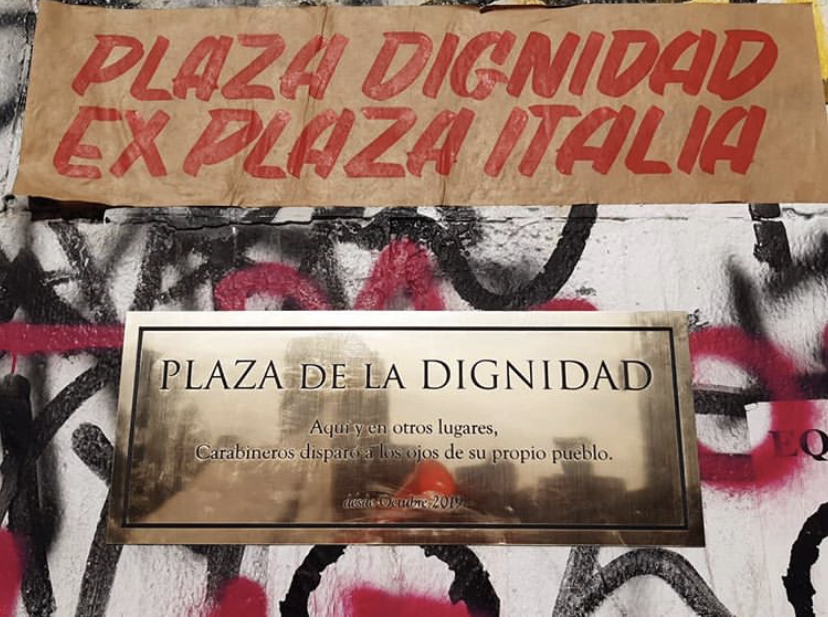 PLAZA DIGNIDAD
EX PLAZA ITALIA
PLAZA DE LA DIGNIDAD
Aquí y en otros lugares,
Carabineros disparó a los ojos de su propio pueblo.
desde Octubre 2019
EQ